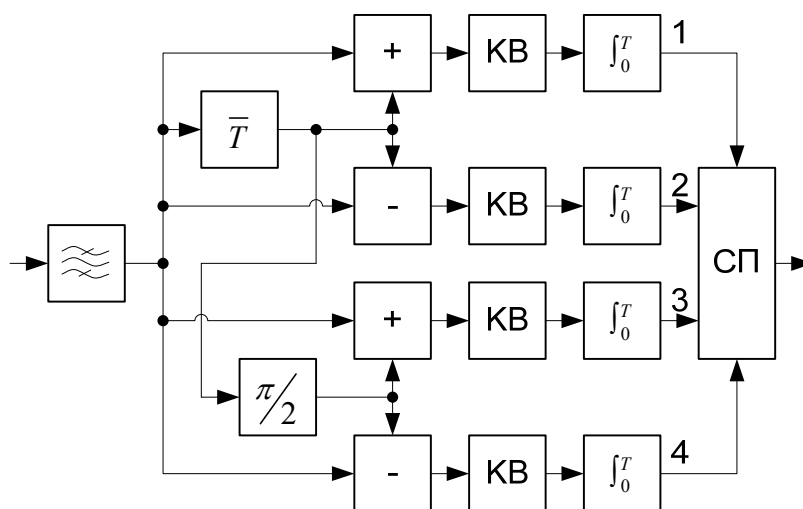 + КВ ∫₀ᵀ 1
T̅
- КВ ∫₀ᵀ 2
СП
+ КВ ∫₀ᵀ 3
π/2
- КВ ∫₀ᵀ 4